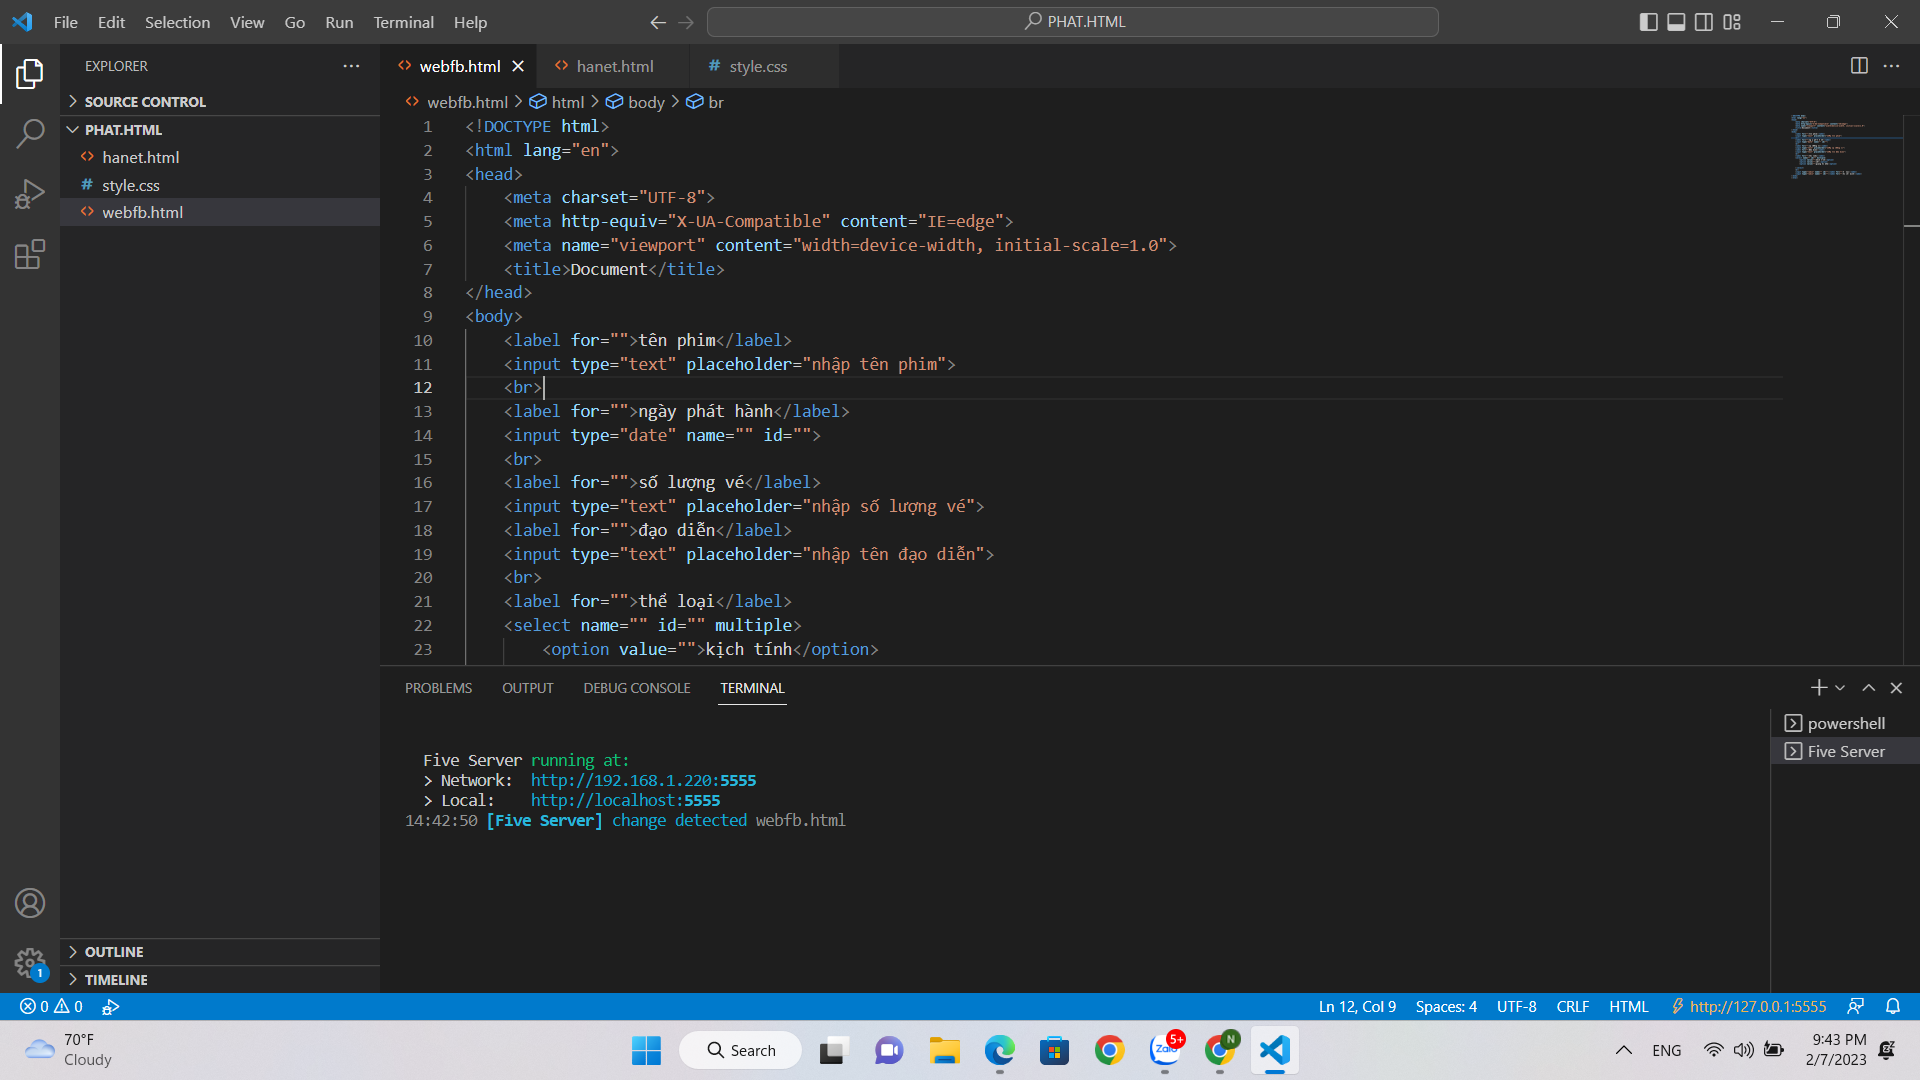 File Edit Selection View Go Run Terminal Help
PHAT.HTML
EXPLORER
SOURCE CONTROL
PHAT.HTML
hanet.html
style.css
webfb.html
OUTLINE
TIMELINE
webfb.html hanet.html # style.css
webfb.html > html > body > br
1 <!DOCTYPE html>
2 <html lang="en">
3 <head>
4 <meta charset="UTF-8">
5 <meta http-equiv="X-UA-Compatible" content="IE=edge">
6 <meta name="viewport" content="width=device-width, initial-scale=1.0">
7 <title>Document</title>
8 </head>
9 <body>
10 <label for="">tên phim</label>
11 <input type="text" placeholder="nhập tên phim">
12 <br>
13 <label for="">ngày phát hành</label>
14 <input type="date" name="" id="">
15 <br>
16 <label for="">số lượng vé</label>
17 <input type="text" placeholder="nhập số lượng vé">
18 <label for="">đạo diễn</label>
19 <input type="text" placeholder="nhập tên đạo diễn">
20 <br>
21 <label for="">thể loại</label>
22 <select name="" id="" multiple>
23 <option value="">kịch tính</option>
PROBLEMS OUTPUT DEBUG CONSOLE TERMINAL
Five Server running at:
> Network: http://192.168.1.220:5555
> Local: http://localhost:5555
14:42:50 [Five Server] change detected webfb.html
powershell
Five Server
1
0 0
Ln 12, Col 9 Spaces: 4 UTF-8 CRLF HTML http://127.0.0.1:5555
70°F
Cloudy
Search
Zalo
5+
N
ENG
9:43 PM
2/7/2023